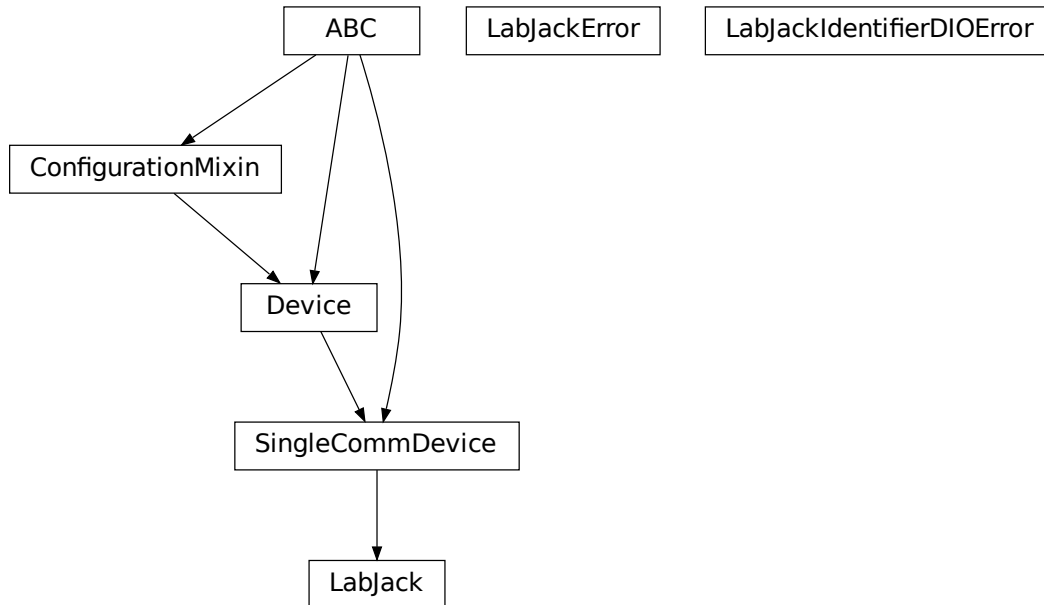 ABC
LabJackError
LabJackIdentifierDIOError
ConfigurationMixin
Device
SingleCommDevice
LabJack